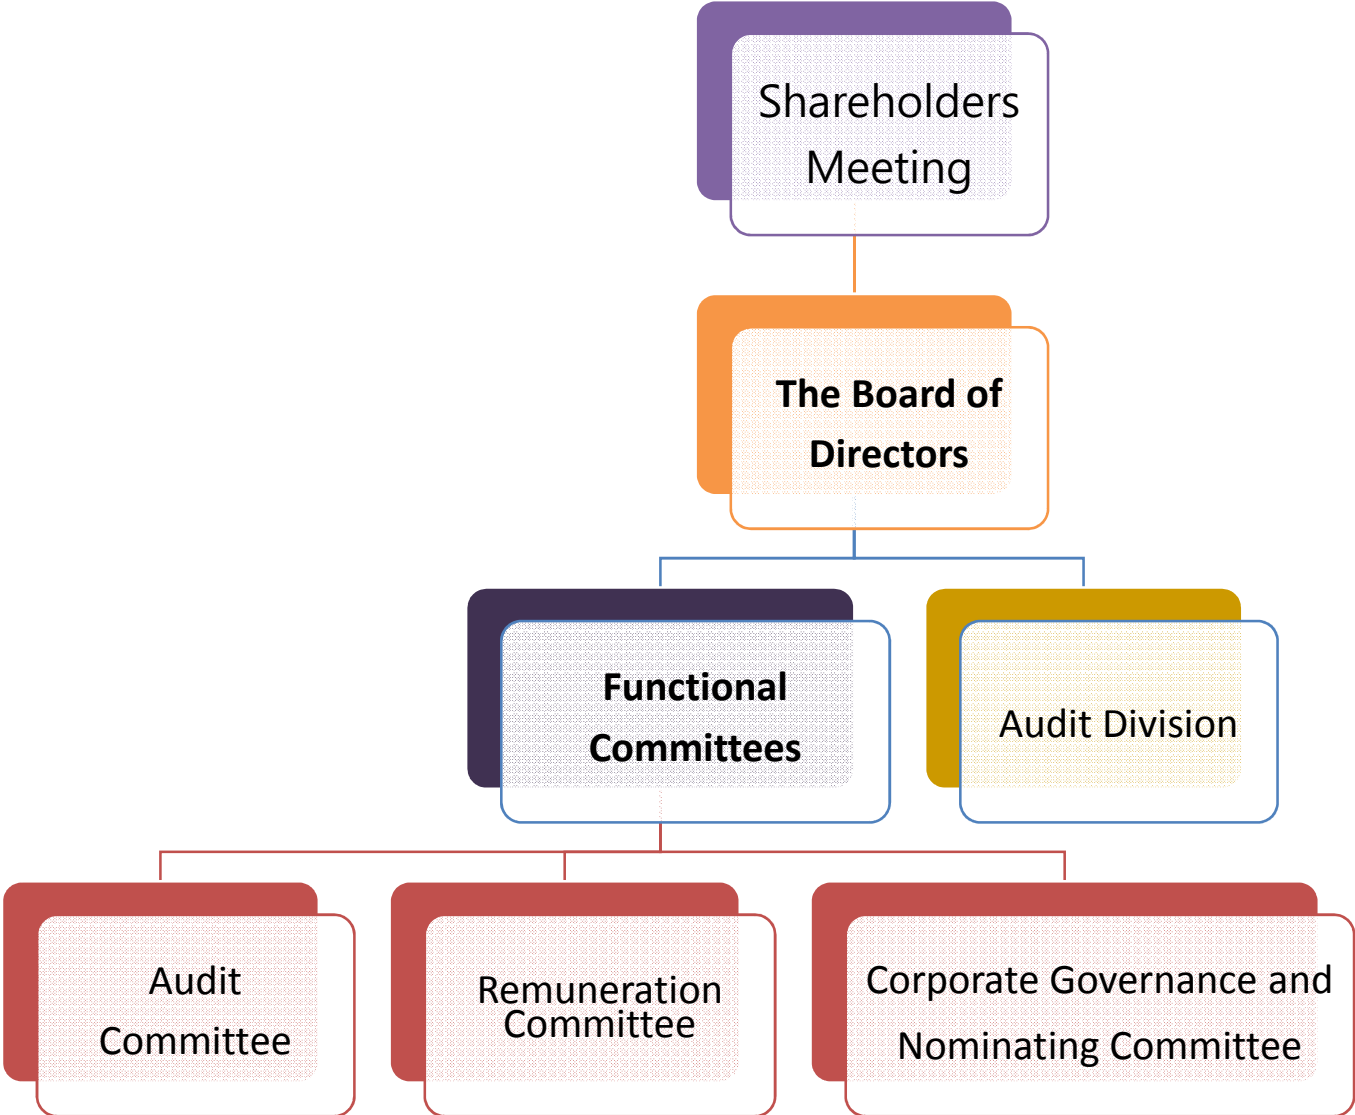 Shareholders
Meeting
The Board of
Directors
Functional
Committees
Audit Division
Audit
Committee
Remuneration
Committee
Corporate Governance and
Nominating Committee